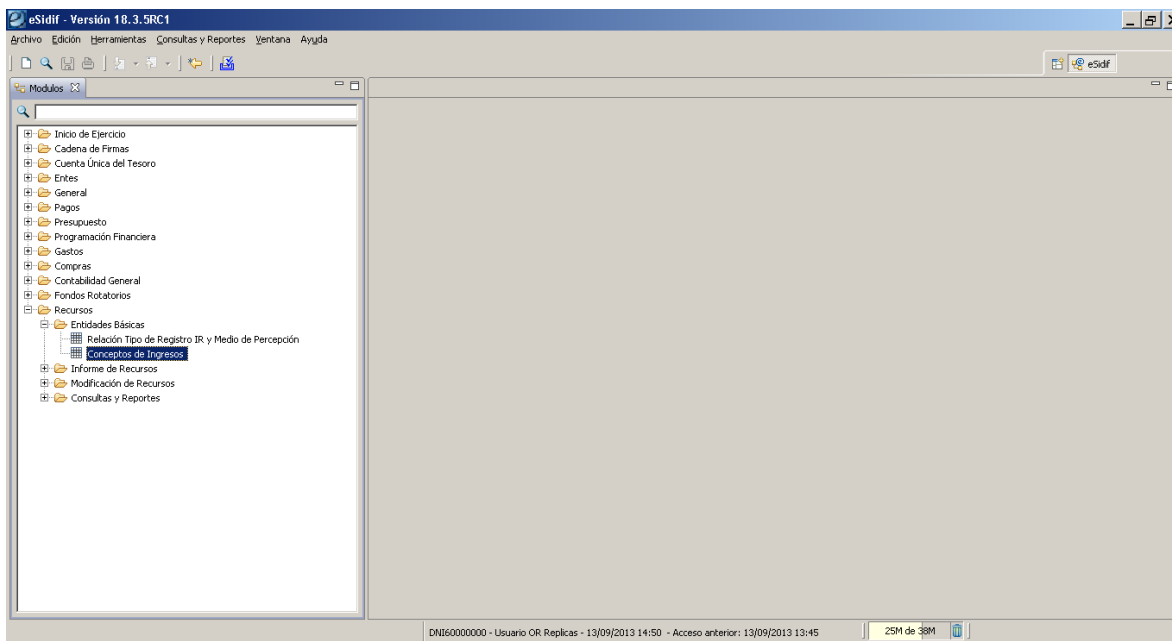 eSidif - Versión 18.3.5RC1
Archivo Edición Herramientas Consultas y Reportes Ventana Ayuda
eSidif
Modulos
Inicio de Ejercicio
Cadena de Firmas
Cuenta Única del Tesoro
Entes
General
Pagos
Presupuesto
Programación Financiera
Gastos
Compras
Contabilidad General
Fondos Rotatorios
Recursos
Entidades Básicas
Relación Tipo de Registro IR y Medio de Percepción
Conceptos de Ingresos
Informe de Recursos
Modificación de Recursos
Consultas y Reportes
DNI60000000 - Usuario OR Replicas - 13/09/2013 14:50 - Acceso anterior: 13/09/2013 13:45 25M de 38M